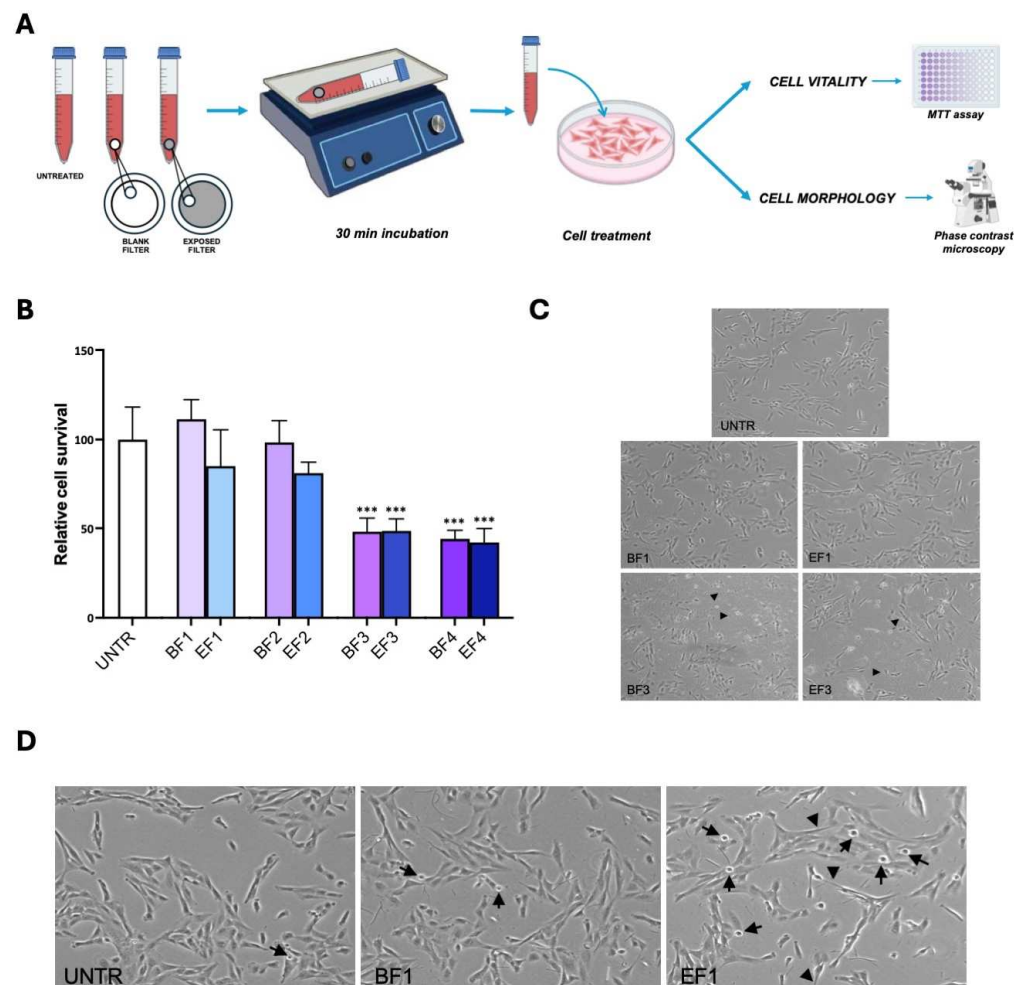 A
UNTREATED
BLANK
FILTER
EXPOSED
FILTER
30 min incubation
Cell treatment
CELL VITALITY
MTT assay
CELL MORPHOLOGY
Phase contrast
microscopy
B
Relative cell survival
150
100
50
0
*** *** *** ***
UNTR BF1 EF1 BF2 EF2 BF3 EF3 BF4 EF4
C
UNTR
BF1 EF1
BF3 EF3
D
UNTR BF1 EF1